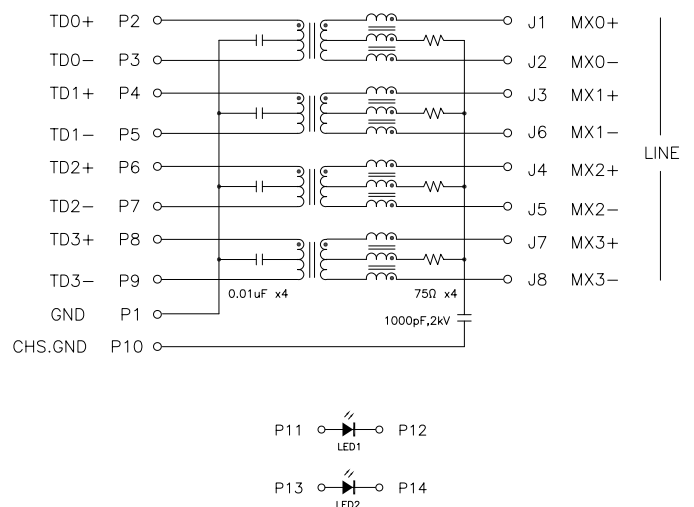 TD0+ P2 J1 MX0+
TD0- P3 J2 MX0-
TD1+ P4 J3 MX1+
TD1- P5 J6 MX1-
LINE
TD2+ P6 J4 MX2+
TD2- P7 J5 MX2-
TD3+ P8 J7 MX3+
TD3- P9 J8 MX3-
0.01uF x4 75Ω x4
GND P1
1000pF,2kV
CHS.GND P10
P11 P12
LED1
P13 P14
LED2